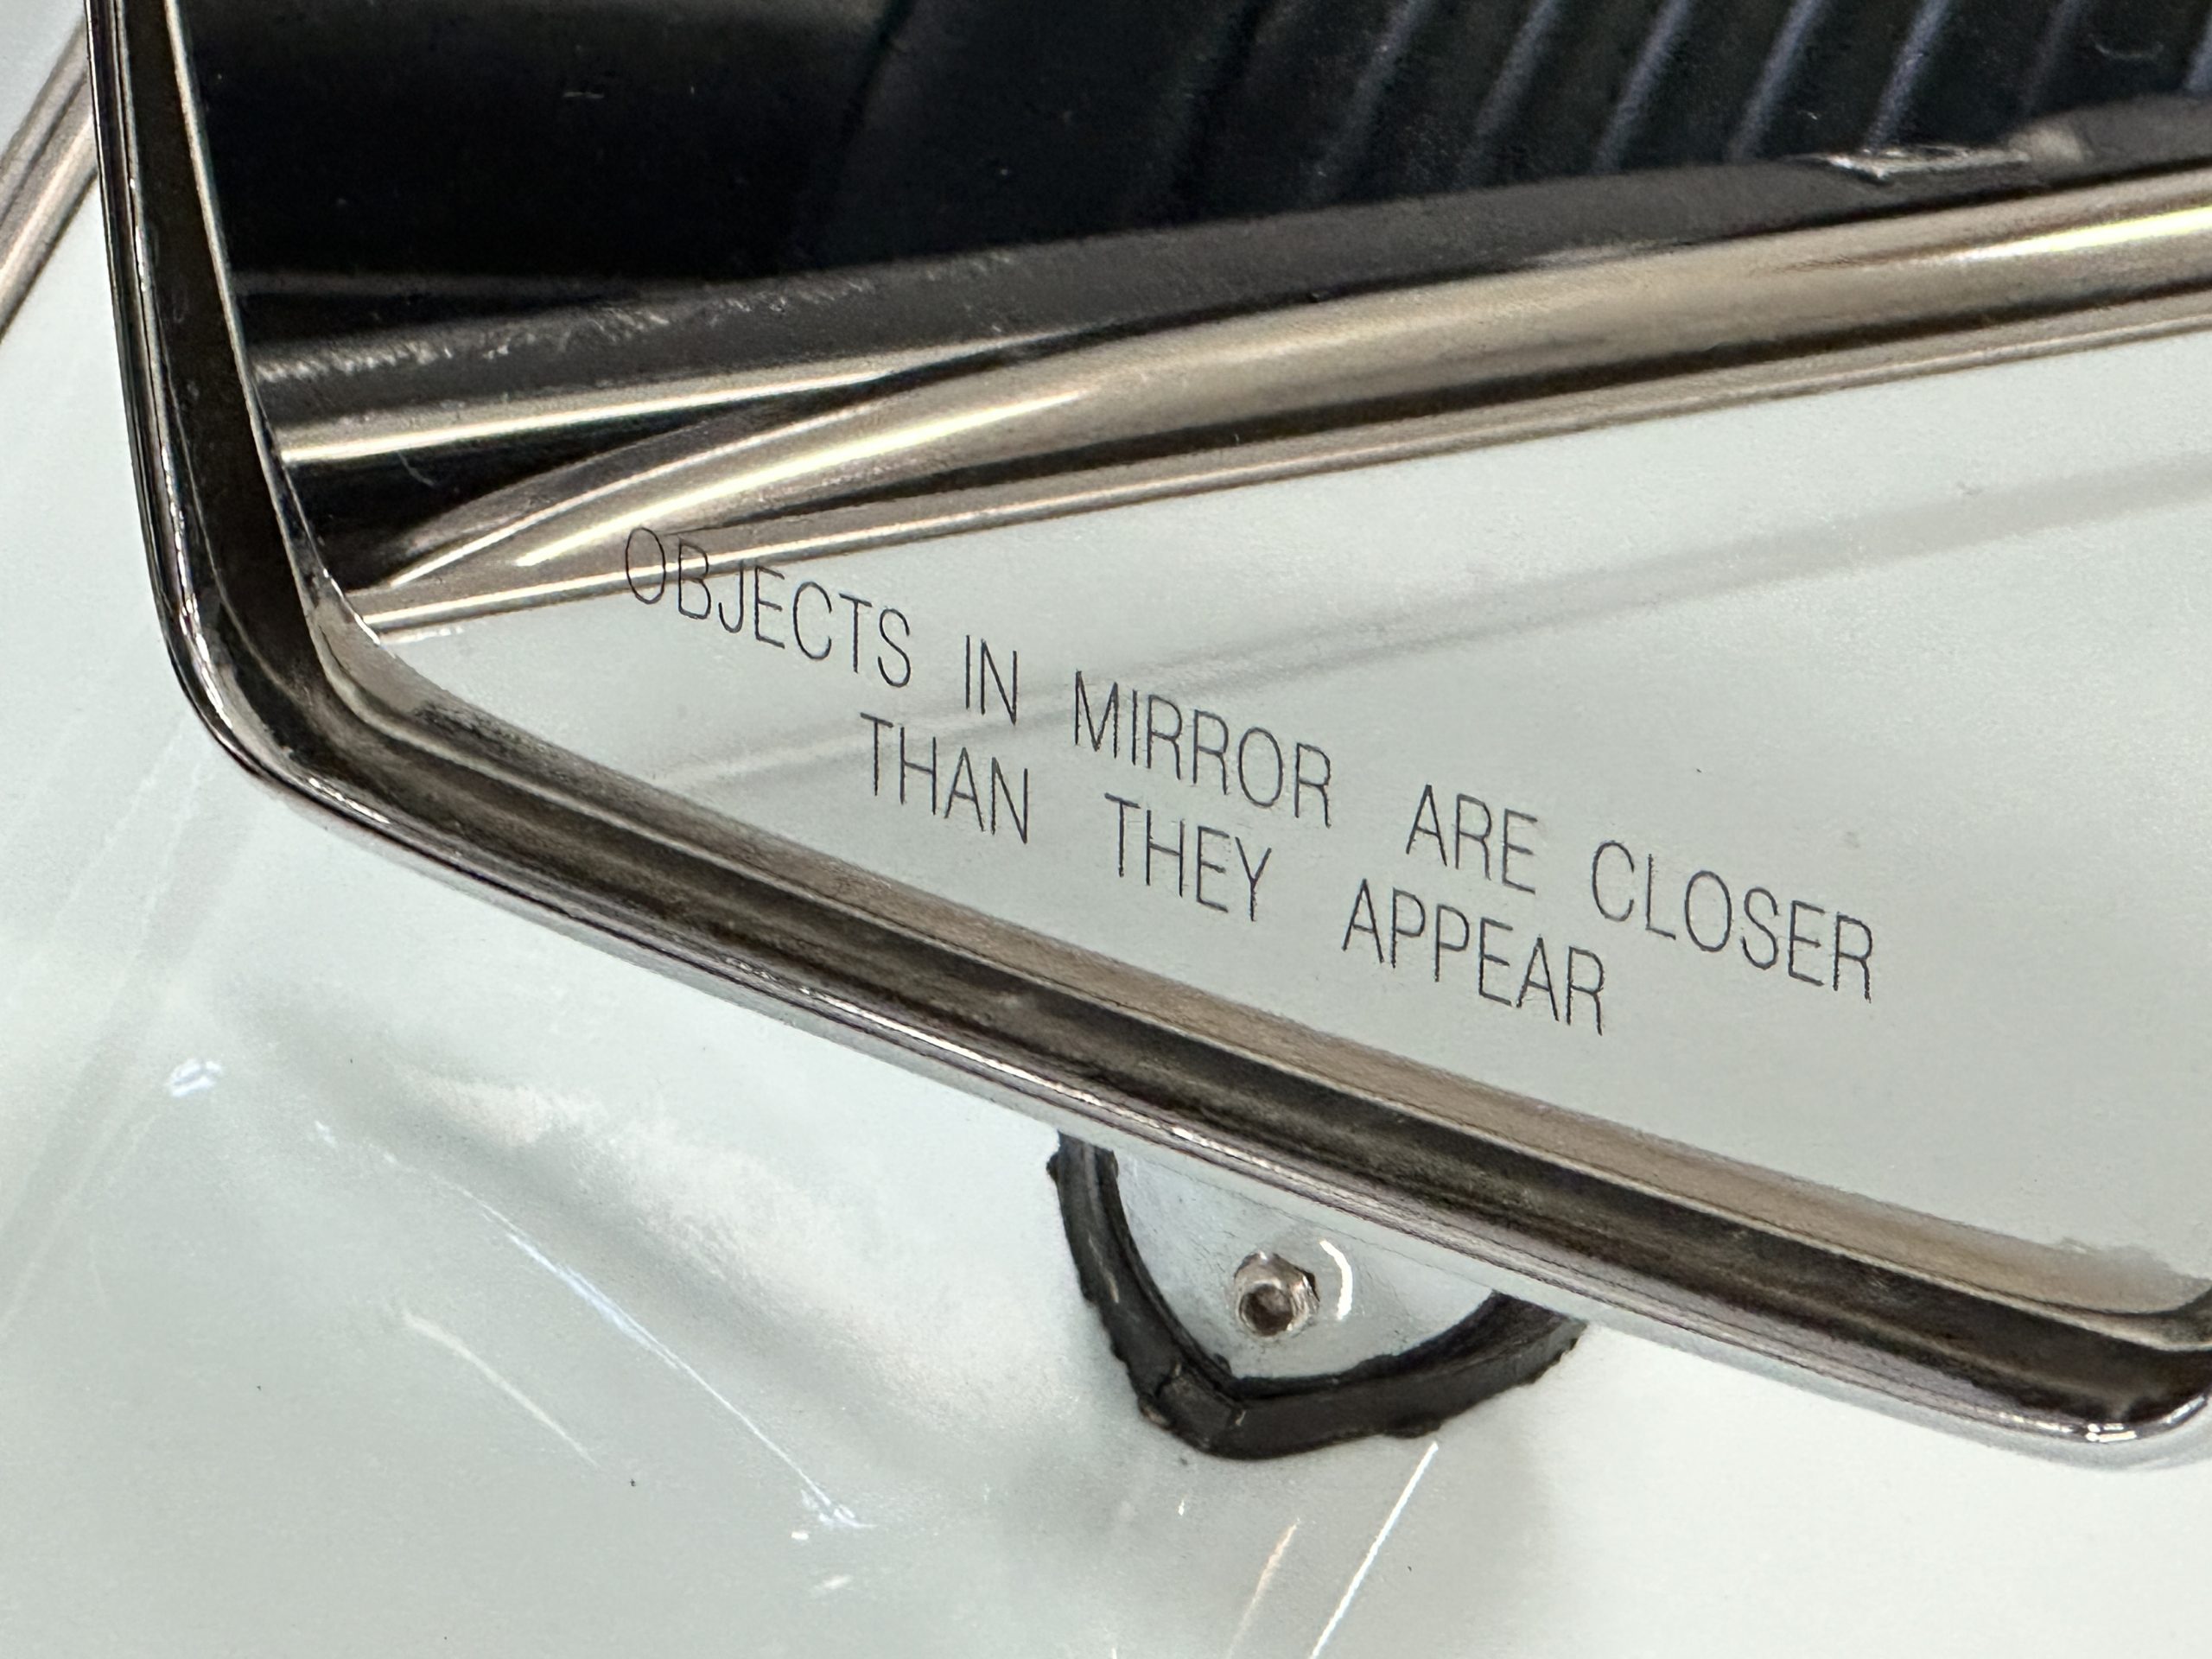 OBJECTS IN MIRROR ARE CLOSER
THAN THEY APPEAR